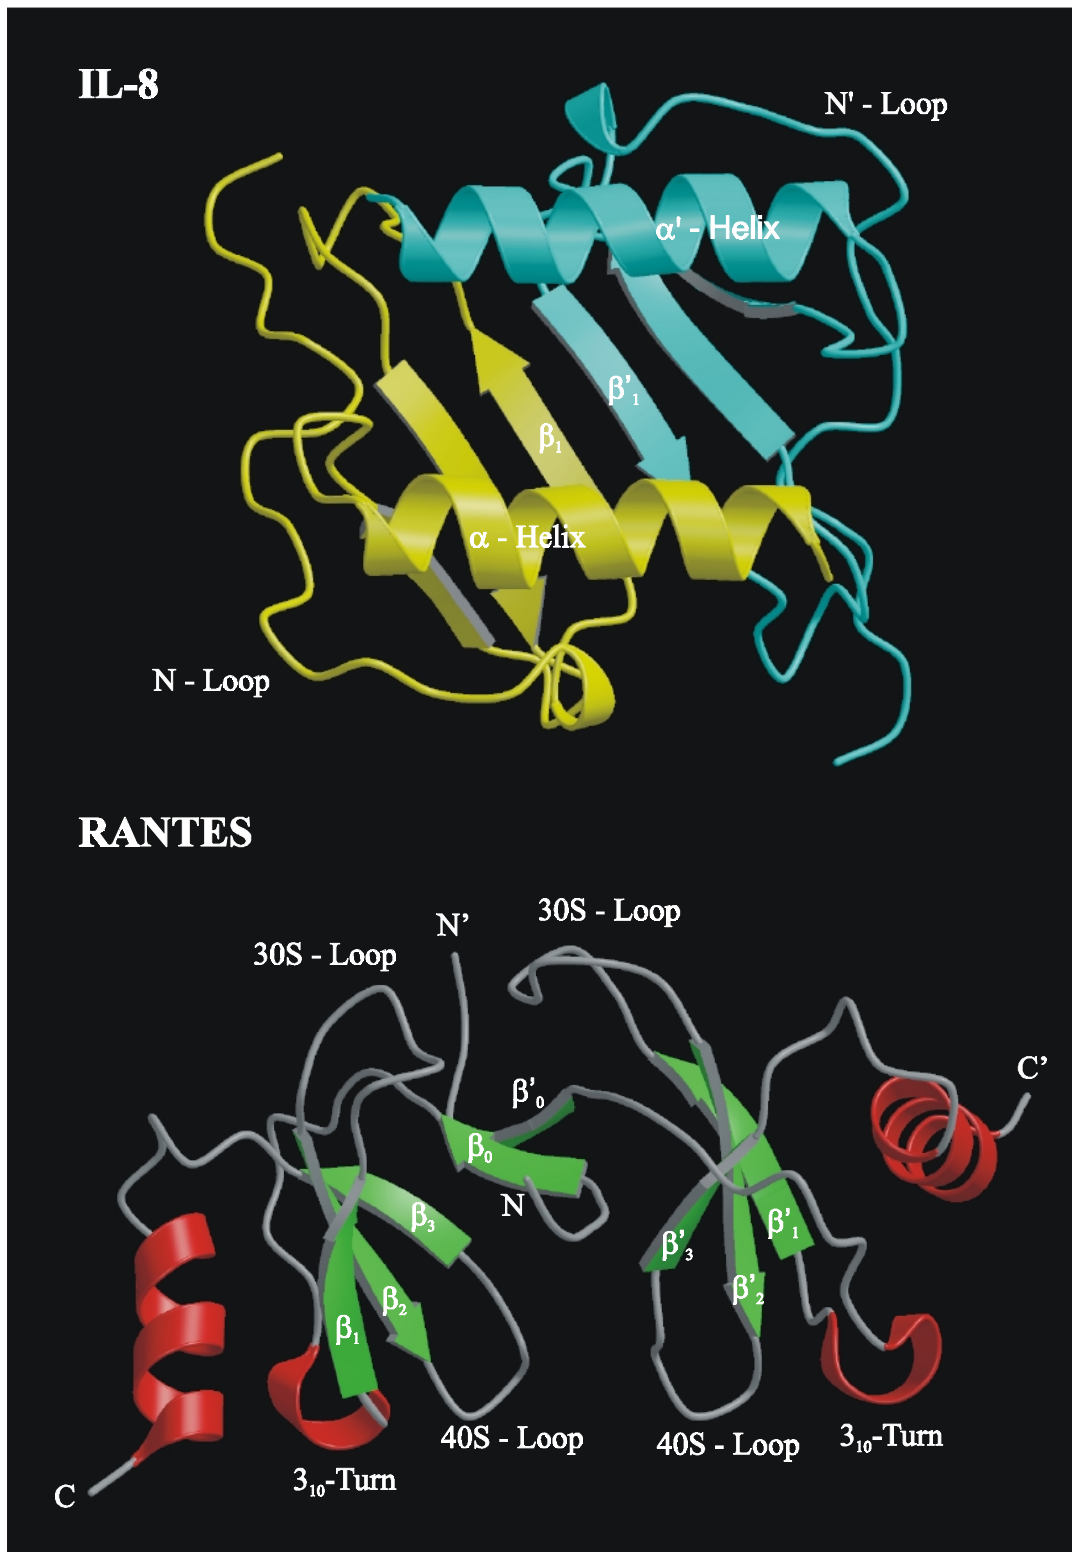 IL-8
N' - Loop
α' - Helix
β’₁
β₁
α - Helix
N - Loop
RANTES
30S - Loop
N’
30S - Loop
C’
β’₀
β₀
N
β₃
β’₁
β’₃
β₂
β’₂
β₁
40S - Loop
40S - Loop
3₁₀-Turn
3₁₀-Turn
C